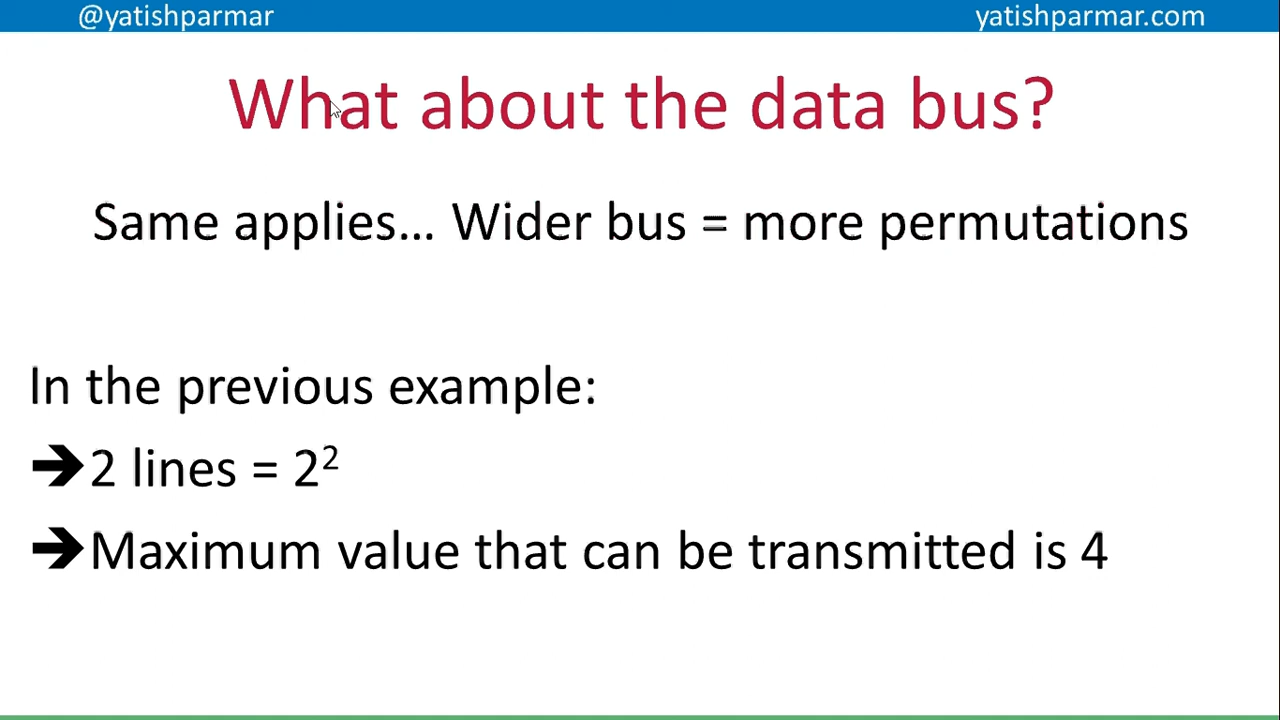 @yatishparmar
yatishparmar.com
What about the data bus?
Same applies... Wider bus = more permutations
In the previous example:
➔2 lines = 2²
➔Maximum value that can be transmitted is 4